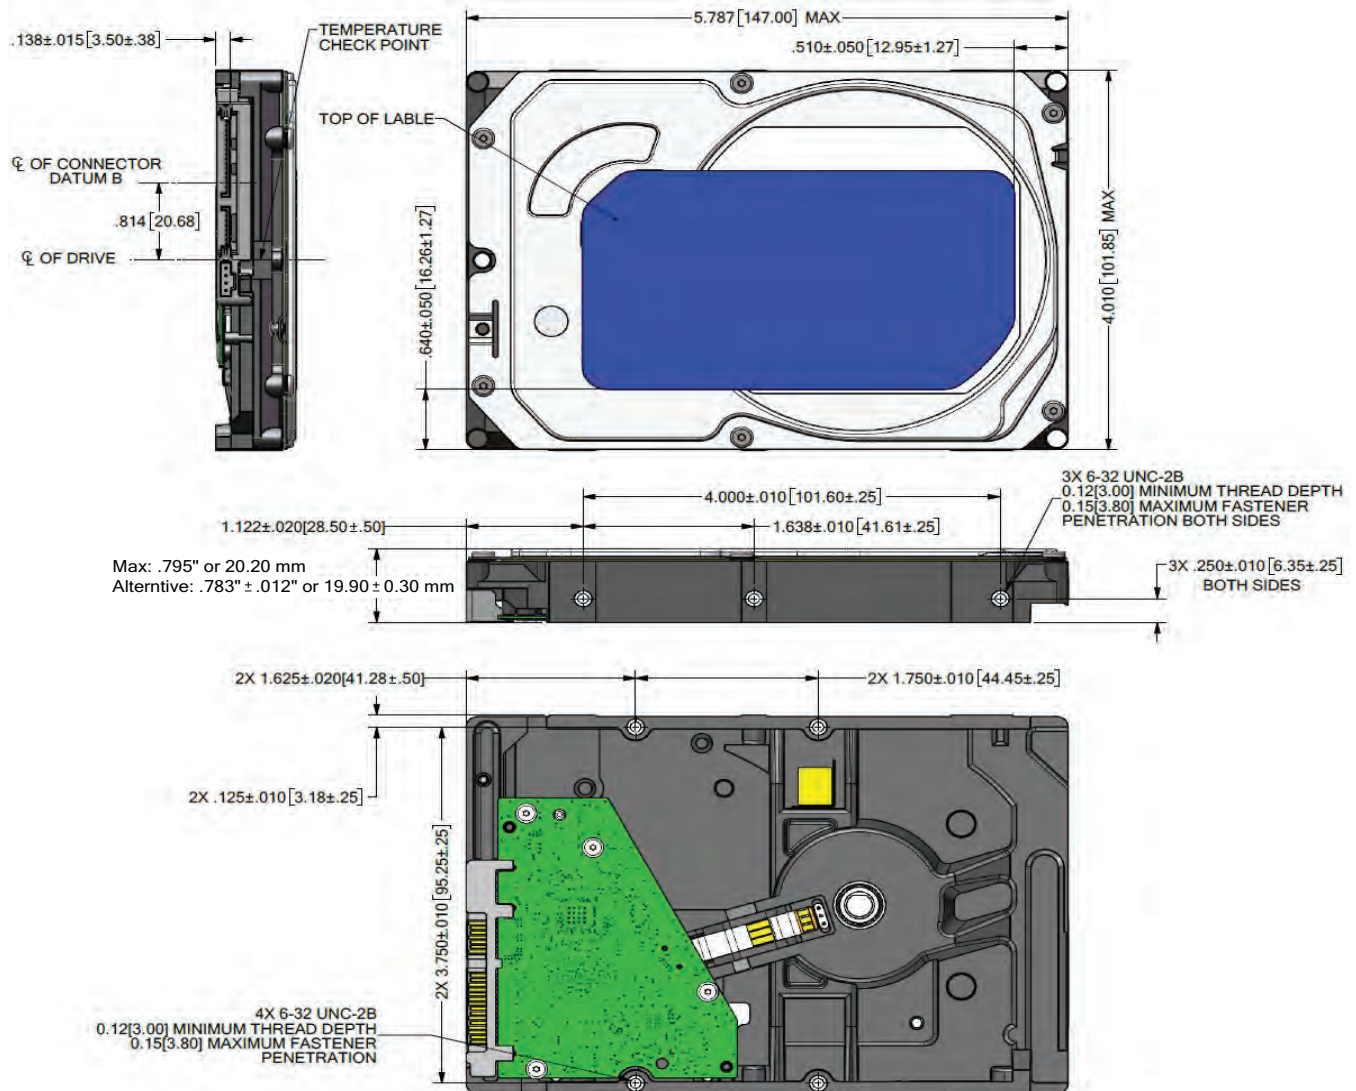 5.787 [147.00] MAX
.138±.015 [3.50±.38]
TEMPERATURE
CHECK POINT
.510±.050 [12.95±1.27]
TOP OF LABLE
℄ OF CONNECTOR
DATUM B
.814 [20.68]
℄ OF DRIVE
.640±.050 [16.26±1.27]
4.010 [101.85] MAX
4.000±.010 [101.60±.25]
3X 6-32 UNC-2B
0.12[3.00] MINIMUM THREAD DEPTH
0.15[3.80] MAXIMUM FASTENER
PENETRATION BOTH SIDES
1.122±.020[28.50±.50]
1.638±.010 [41.61±.25]
Max: .795" or 20.20 mm
Alterntive: .783" ± .012" or 19.90 ± 0.30 mm
3X .250±.010 [6.35±.25]
BOTH SIDES
2X 1.625±.020[41.28±.50]
2X 1.750±.010 [44.45±.25]
2X .125±.010 [3.18±.25]
2X 3.750±.010 [95.25±.25]
4X 6-32 UNC-2B
0.12[3.00] MINIMUM THREAD DEPTH
0.15[3.80] MAXIMUM FASTENER
PENETRATION